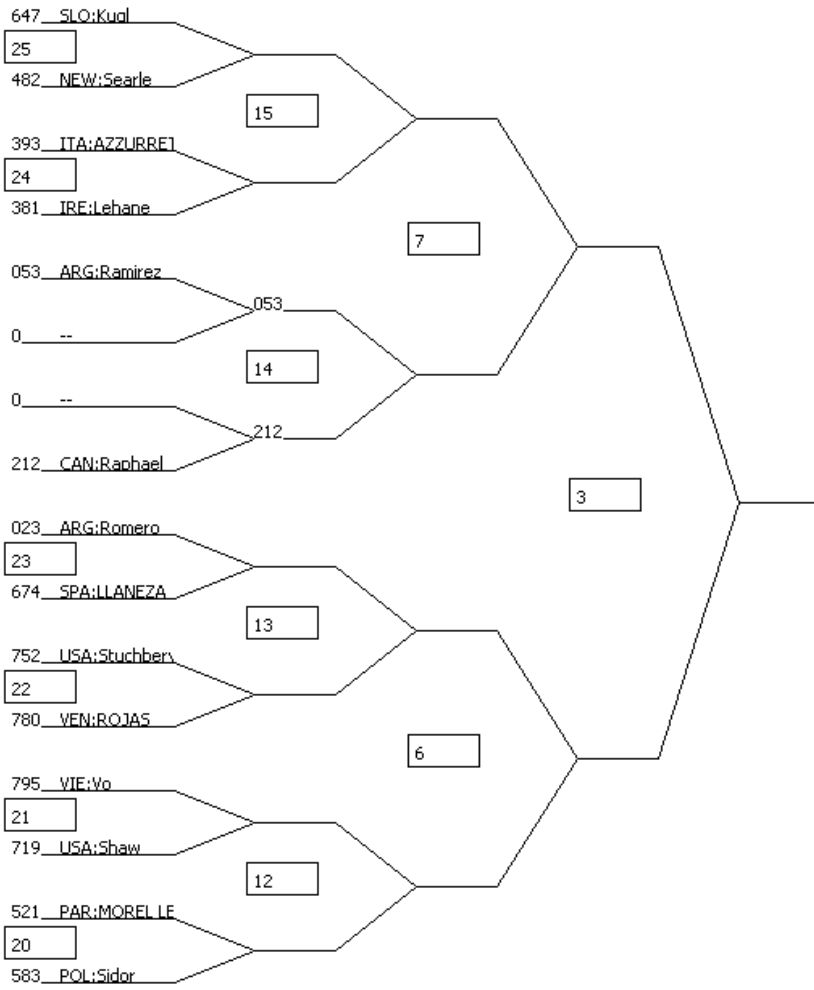 647 SLO:Kugl
25
482 NEW:Searle
15
393 ITA:AZZURRET
24
381 IRE:Lehane
7
053 ARG:Ramirez
053
0 --
14
0 --
212
212 CAN:Raphael
3
023 ARG:Romero
23
674 SPA:LLANEZA
13
752 USA:Stuchbery
22
780 VEN:ROJAS
6
795 VIE:Vo
21
719 USA:Shaw
12
521 PAR:MOREL LE
20
583 POL:Sidor